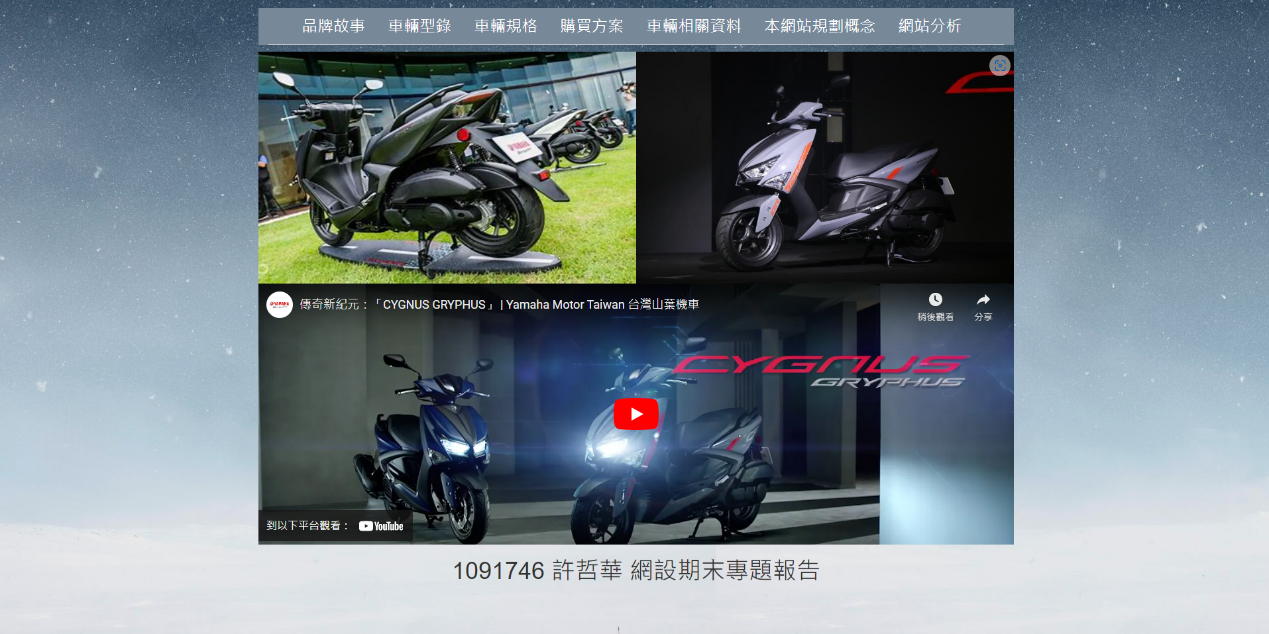 品牌故事 車輛型錄 車輛規格 購買方案 車輛相關資料 本網站規劃概念 網站分析
傳奇新紀元：「CYGNUS GRYPHUS」 | Yamaha Motor Taiwan 台灣山葉機車
稍後觀看 分享
CYGNUS
GRYPHUS
到以下平台觀看： YouTube
1091746 許哲華 網設期末專題報告